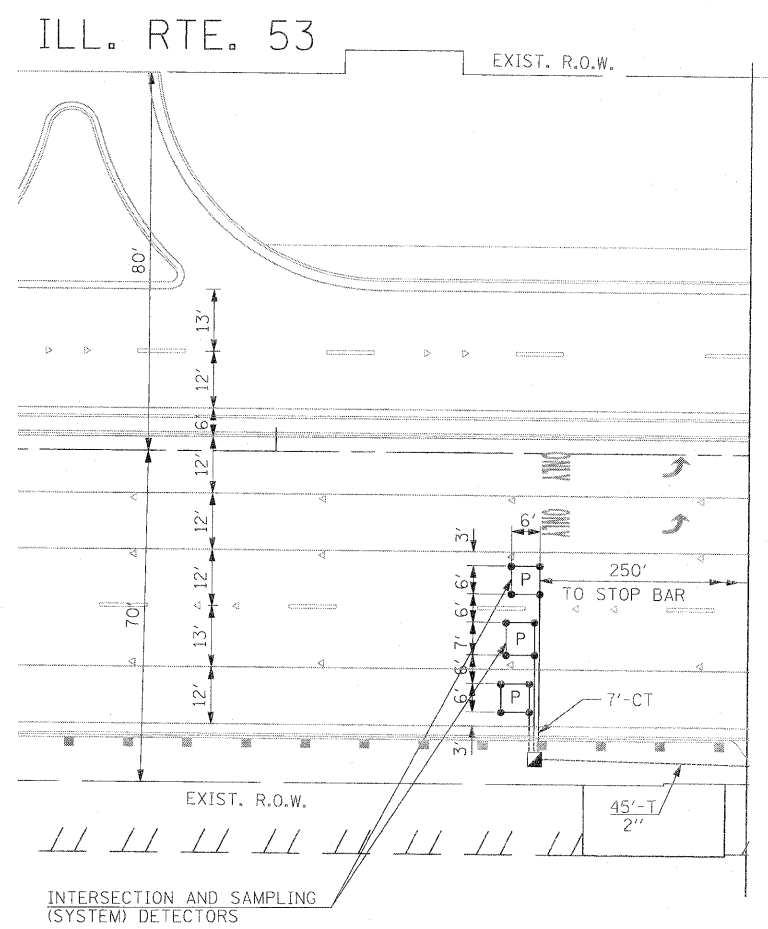 ILL. RTE. 53
EXIST. R.O.W.
80'
13'
12'
6'
12'
12'
12'
13'
12'
70'
ONLY
ONLY
6'
3'
6'
6'
7'
6'
6'
3'
P
P
P
250'
TO STOP BAR
7'-CT
EXIST. R.O.W.
45'-T
2"
INTERSECTION AND SAMPLING
(SYSTEM) DETECTORS